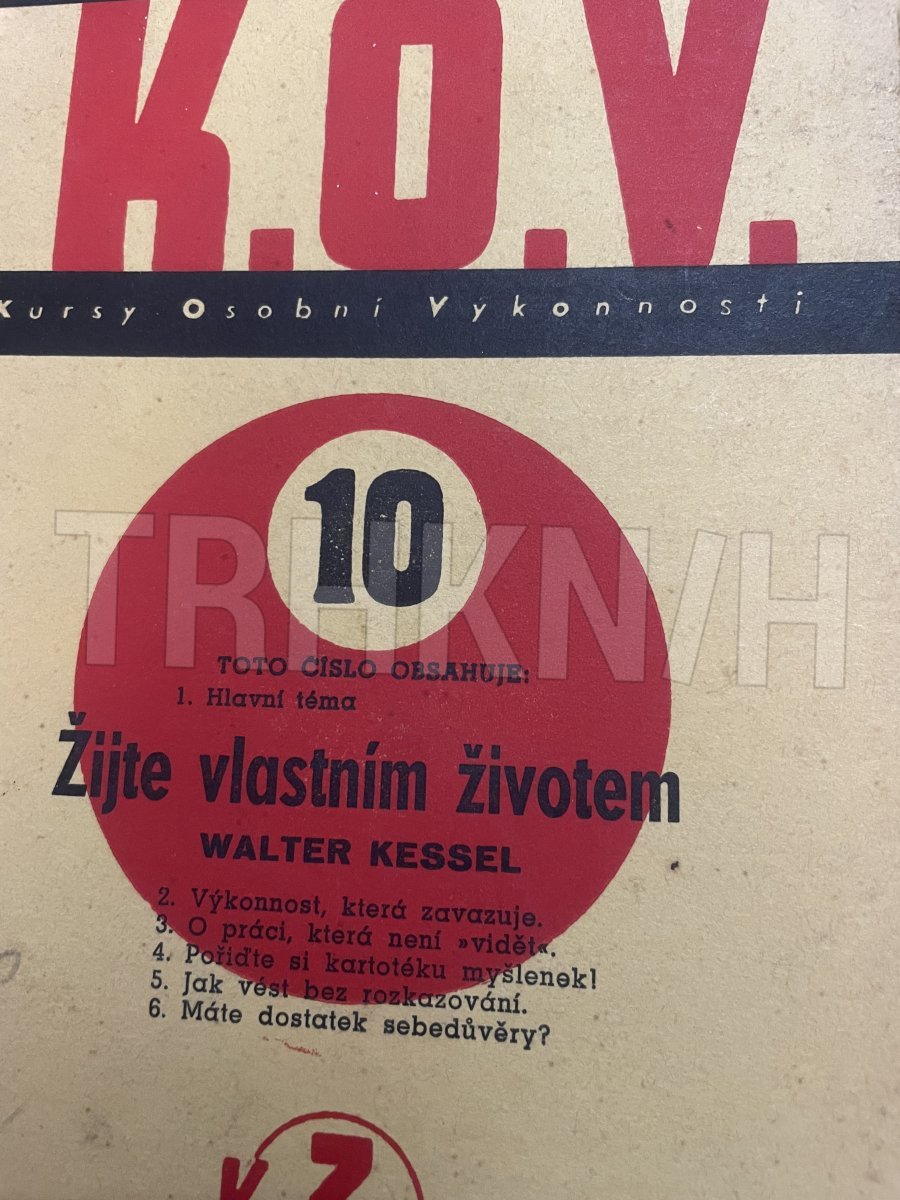 K.O.V.
Kursy Osobní Výkonnosti
10
TRHKNIH
TOTO ČÍSLO OBSAHUJE:
1. Hlavní téma
Žijte vlastním životem
WALTER KESSEL
2. Výkonnost, která zavazuje.
3. O práci, která není »vidět«.
4. Pořiďte si kartotéku myšlenek!
5. Jak vést bez rozkazování.
6. Máte dostatek sebedůvěry?